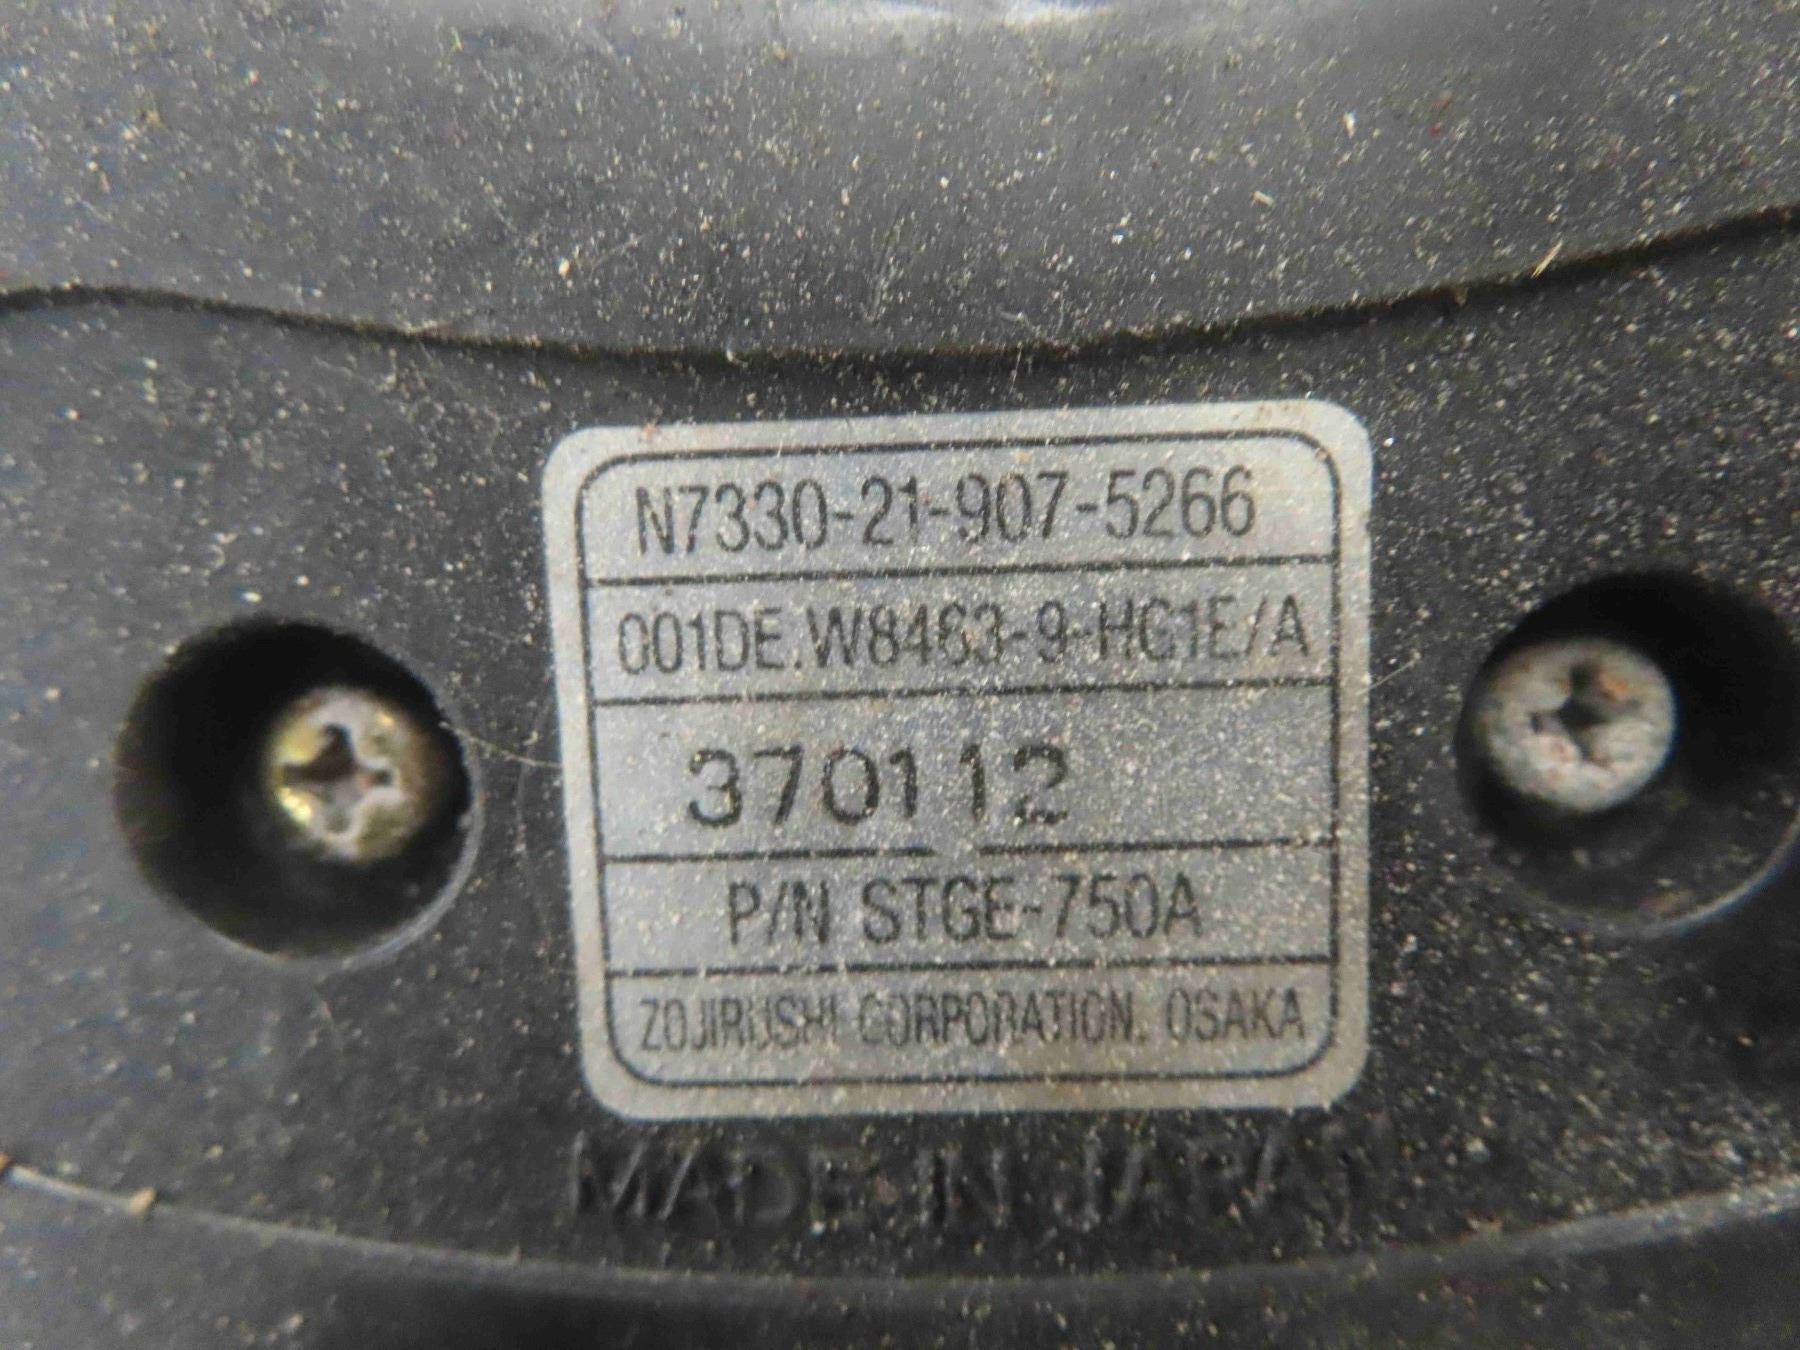 N7330-21-907-5266
001DE.W8463-9-HG1E/A
370112
P/N STGE-750A
ZOJIRUSHI CORPORATION. OSAKA
MADE IN JAPAN